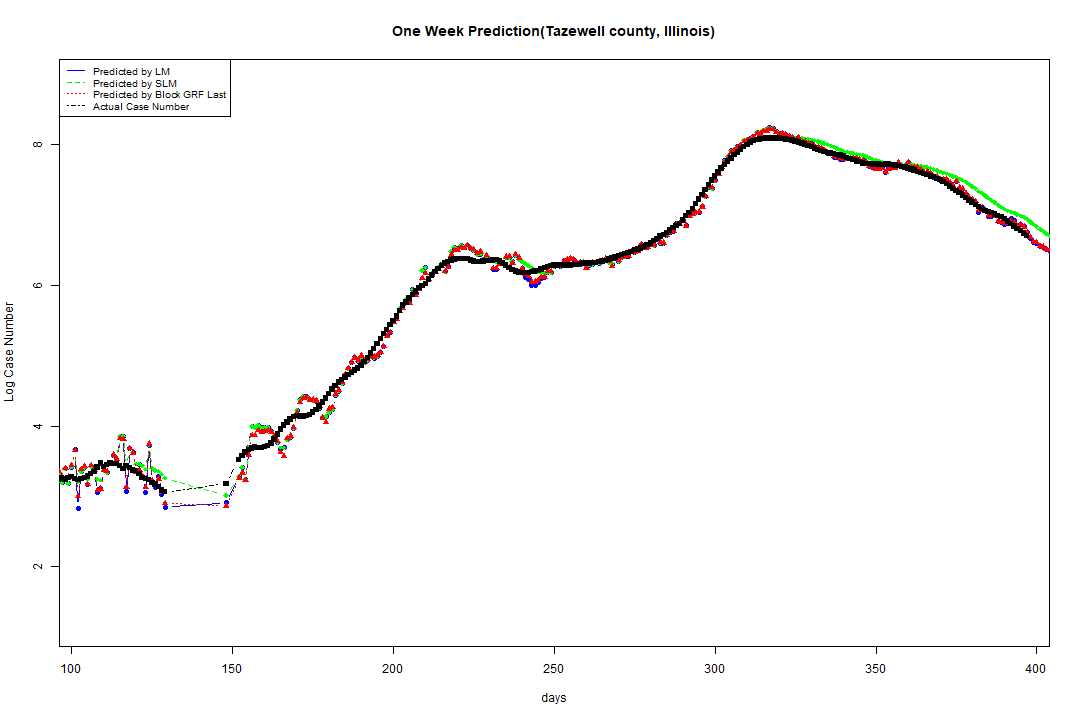 One Week Prediction(Tazewell county, Illinois)
Predicted by LM
Predicted by SLM
Predicted by Block GRF Last
Actual Case Number
8
6
4
2
Log Case Number
100 150 200 250 300 350 400
days